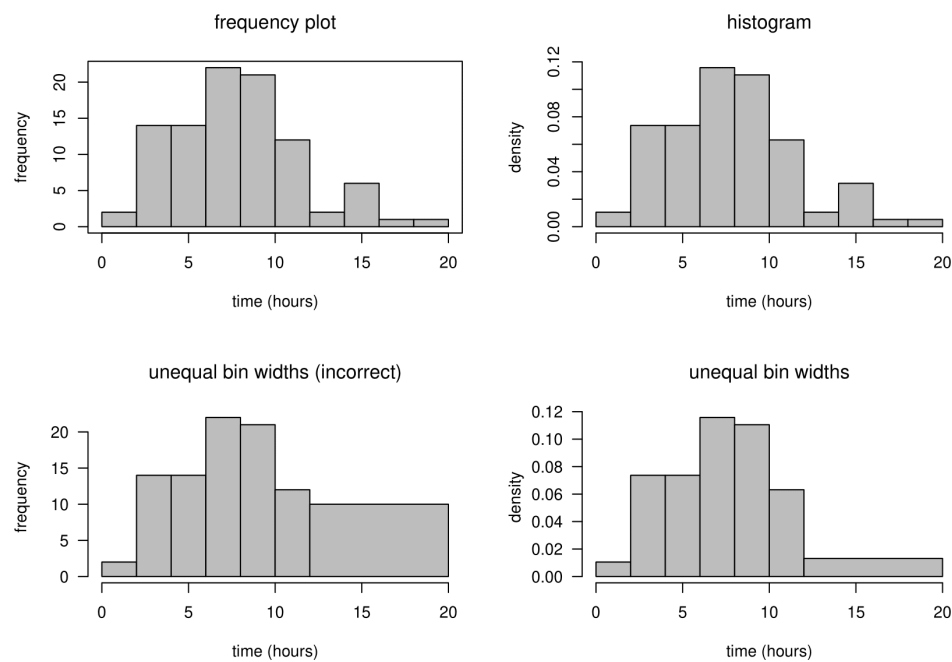 frequency plot
frequency
0
5
10
15
20
0 5 10 15 20
time (hours)
histogram
density
0.00
0.04
0.08
0.12
0 5 10 15 20
time (hours)
unequal bin widths (incorrect)
frequency
0
5
10
15
20
0 5 10 15 20
time (hours)
unequal bin widths
density
0.00
0.02
0.04
0.06
0.08
0.10
0.12
0 5 10 15 20
time (hours)